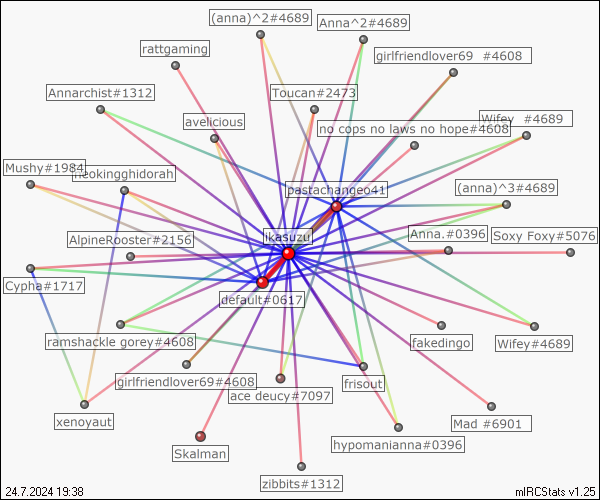 (anna)^2#4689
Anna^2#4689
rattgaming
girlfriendlover69 #4608
Annarchist#1312
Toucan#2473
avelicious
no cops no laws no hope#4608
Wifey #4689
Mushy#1984
neokingghidorah
pastachangeo41
(anna)^3#4689
ikasuzu
AlpineRooster#2156
Anna.#0396
Soxy Foxy#5076
Cypha#1717
default#0617
ramshackle gorey#4608
fakedingo
Wifey#4689
girlfriendlover69#4608
frisout
ace deucy#7097
xenoyaut
Mad #6901
hypomanianna#0396
Skalman
zibbits#1312
24.7.2024 19:38
mIRCStats v1.25